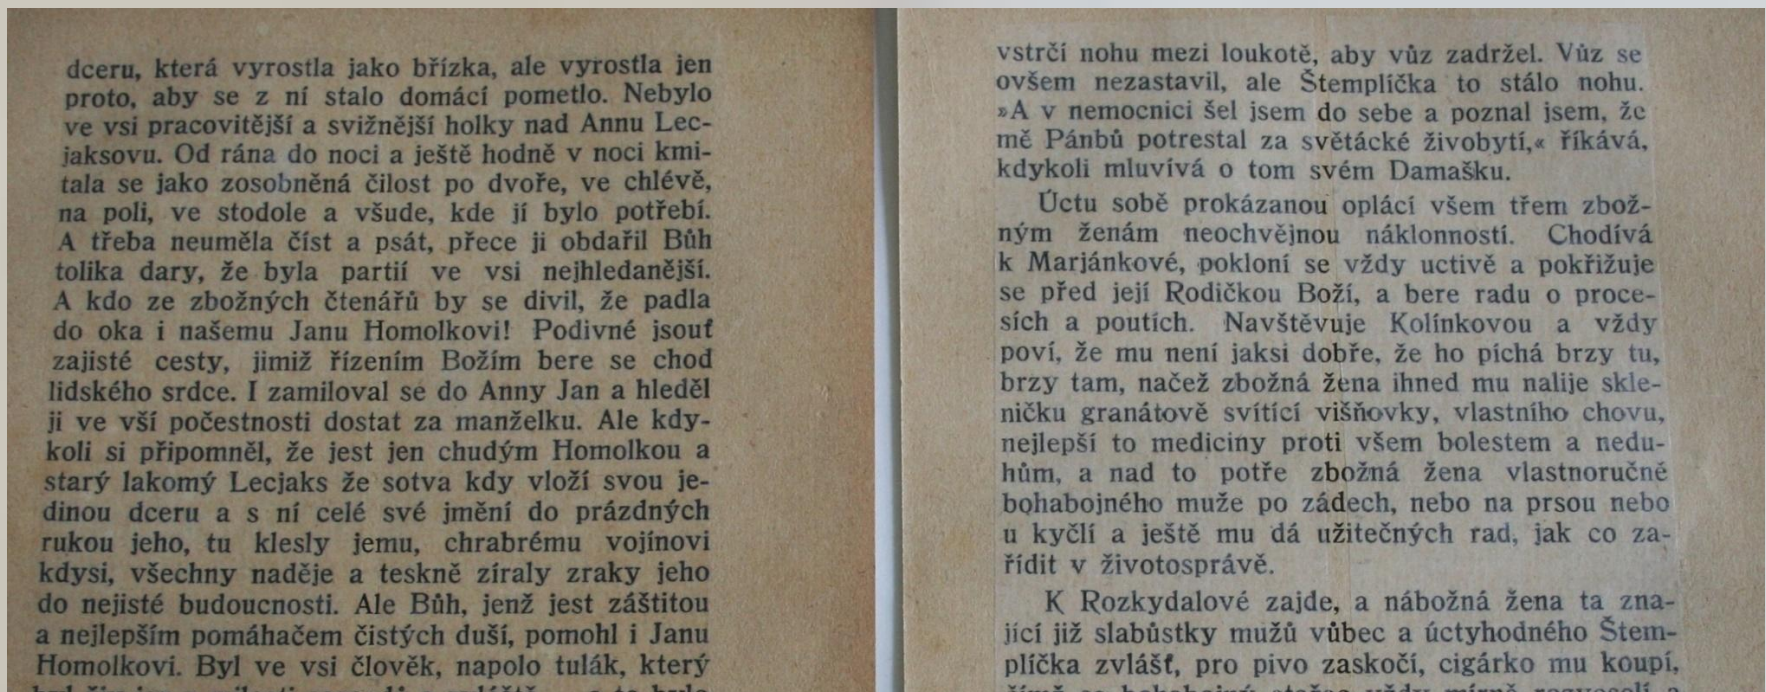 dceru, která vyrostla jako břízka, ale vyrostla jen
proto, aby se z ní stalo domácí pometlo. Nebylo
ve vsi pracovitější a svižnější holky nad Annu Lec-
jaksovu. Od rána do noci a ještě hodně v noci kmi-
tala se jako zosobněná čilost po dvoře, ve chlévě,
na poli, ve stodole a všude, kde jí bylo potřebí.
A třeba neuměla číst a psát, přece ji obdařil Bůh
tolika dary, že byla partií ve vsi nejhledanější.
A kdo ze zbožných čtenářů by se divil, že padla
do oka i našemu Janu Homolkovi! Podivné jsouť
zajisté cesty, jimiž řízením Božím bere se chod
lidského srdce. I zamiloval se do Anny Jan a hleděl
ji ve vší počestnosti dostat za manželku. Ale kdy-
koli si připomněl, že jest jen chudým Homolkou a
starý lakomý Lecjaks že sotva kdy vloží svou je-
dinou dceru a s ní celé své jmění do prázdných
rukou jeho, tu klesly jemu, chrabrému vojínovi
kdysi, všechny naděje a teskně zíraly zraky jeho
do nejisté budoucnosti. Ale Bůh, jenž jest záštitou
a nejlepším pomáhačem čistých duší, pomohl i Janu
Homolkovi. Byl ve vsi člověk, napolo tulák, který
vstrčí nohu mezi loukotě, aby vůz zadržel. Vůz se
ovšem nezastavil, ale Štemplíčka to stálo nohu.
»A v nemocnici šel jsem do sebe a poznal jsem, že
mě Pánbů potrestal za světácké živobytí,« říkává,
kdykoli mluvívá o tom svém Damašku.
Úctu sobě prokázanou oplácí všem třem zbož-
ným ženám neochvějnou náklonností. Chodívá
k Marjánkové, pokloní se vždy uctivě a pokřižuje
se před její Rodičkou Boží, a bere radu o proce-
sích a poutích. Navštěvuje Kolínkovou a vždy
poví, že mu není jaksi dobře, že ho píchá brzy tu,
brzy tam, načež zbožná žena ihned mu nalije skle-
ničku granátově svítící višňovky, vlastního chovu,
nejlepší to medicíny proti všem bolestem a nedu-
hům, a nad to potře zbožná žena vlastnoručně
bohabojného muže po zádech, nebo na prsou nebo
u kyčlí a ještě mu dá užitečných rad, jak co za-
řídit v životosprávě.
K Rozkydalové zajde, a nábožná žena ta zna-
jící již slabůstky mužů vůbec a úctyhodného Štem-
plíčka zvlášť, pro pivo zaskočí, cigárko mu koupí,